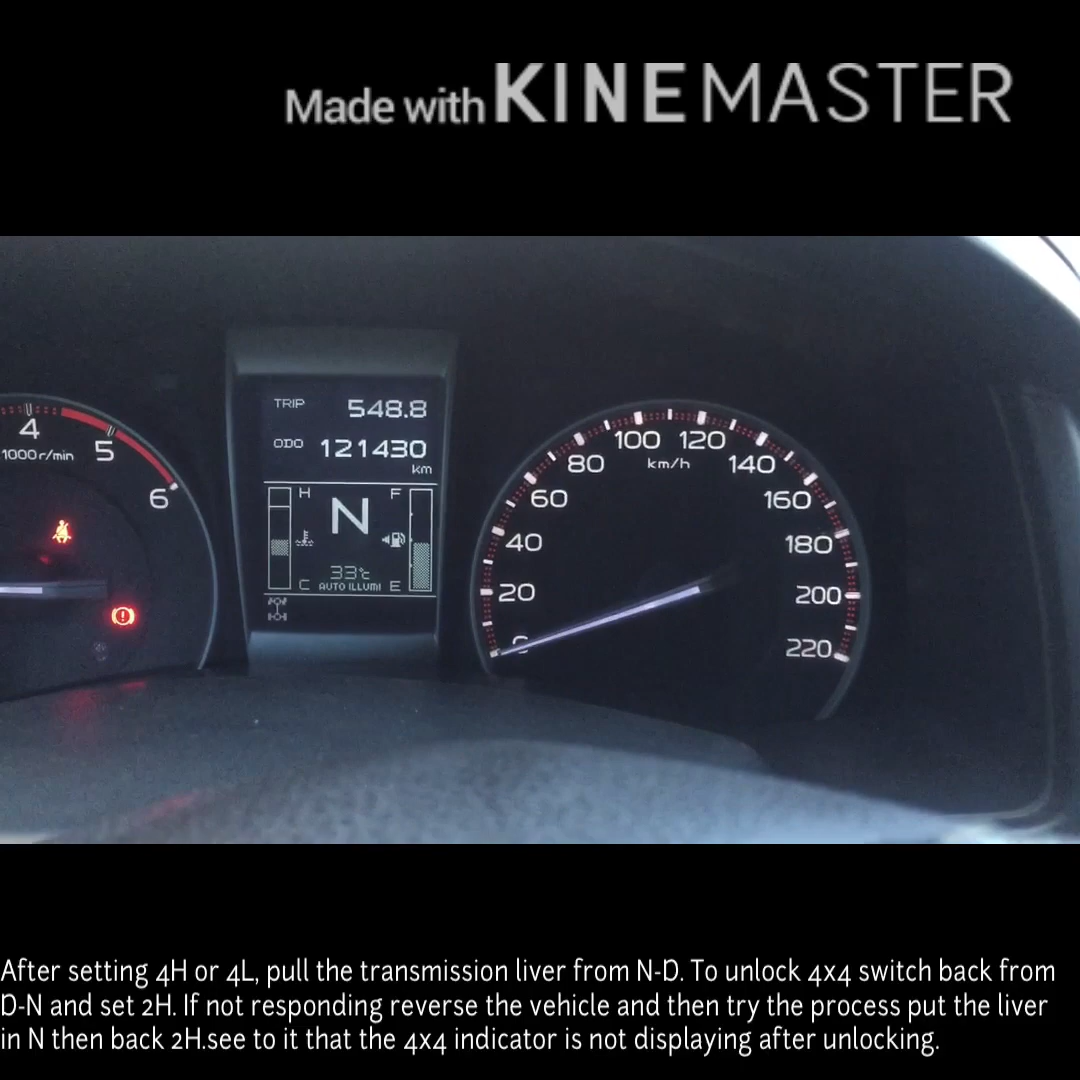 Made with KINEMASTER
TRIP 548.8
ODO 121430
km
4
5
6
1000r/min
H F
N
33°C
C AUTO ILLUMI E
0
20
40
60
80
100
120
140
160
180
200
220
km/h
After setting 4H or 4L, pull the transmission liver from N-D. To unlock 4x4 switch back from
D-N and set 2H. If not responding reverse the vehicle and then try the process put the liver
in N then back 2H.see to it that the 4x4 indicator is not displaying after unlocking.